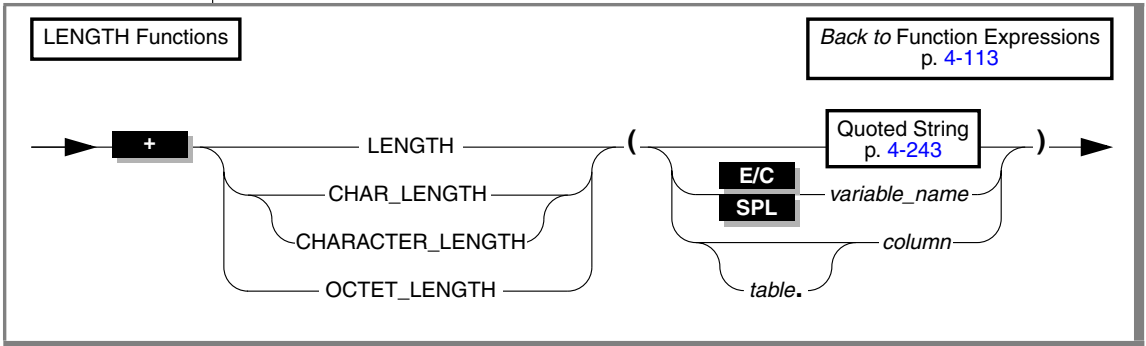 LENGTH Functions
Back to Function Expressions
p. 4-113
+
LENGTH
CHAR_LENGTH
CHARACTER_LENGTH
OCTET_LENGTH
(
Quoted String
p. 4-243
E/C
SPL
variable_name
column
table.
)